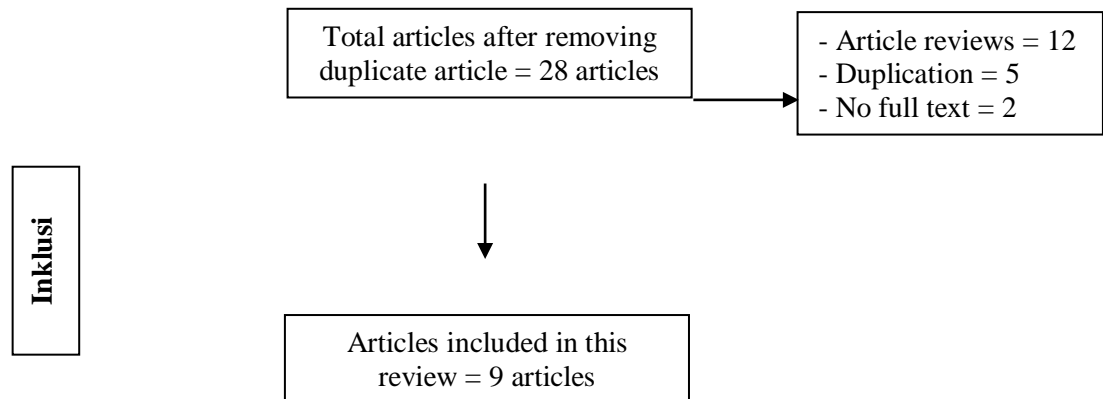 Total articles after removing
duplicate article = 28 articles
- Article reviews = 12
- Duplication = 5
- No full text = 2
Inklusi
Articles included in this
review = 9 articles